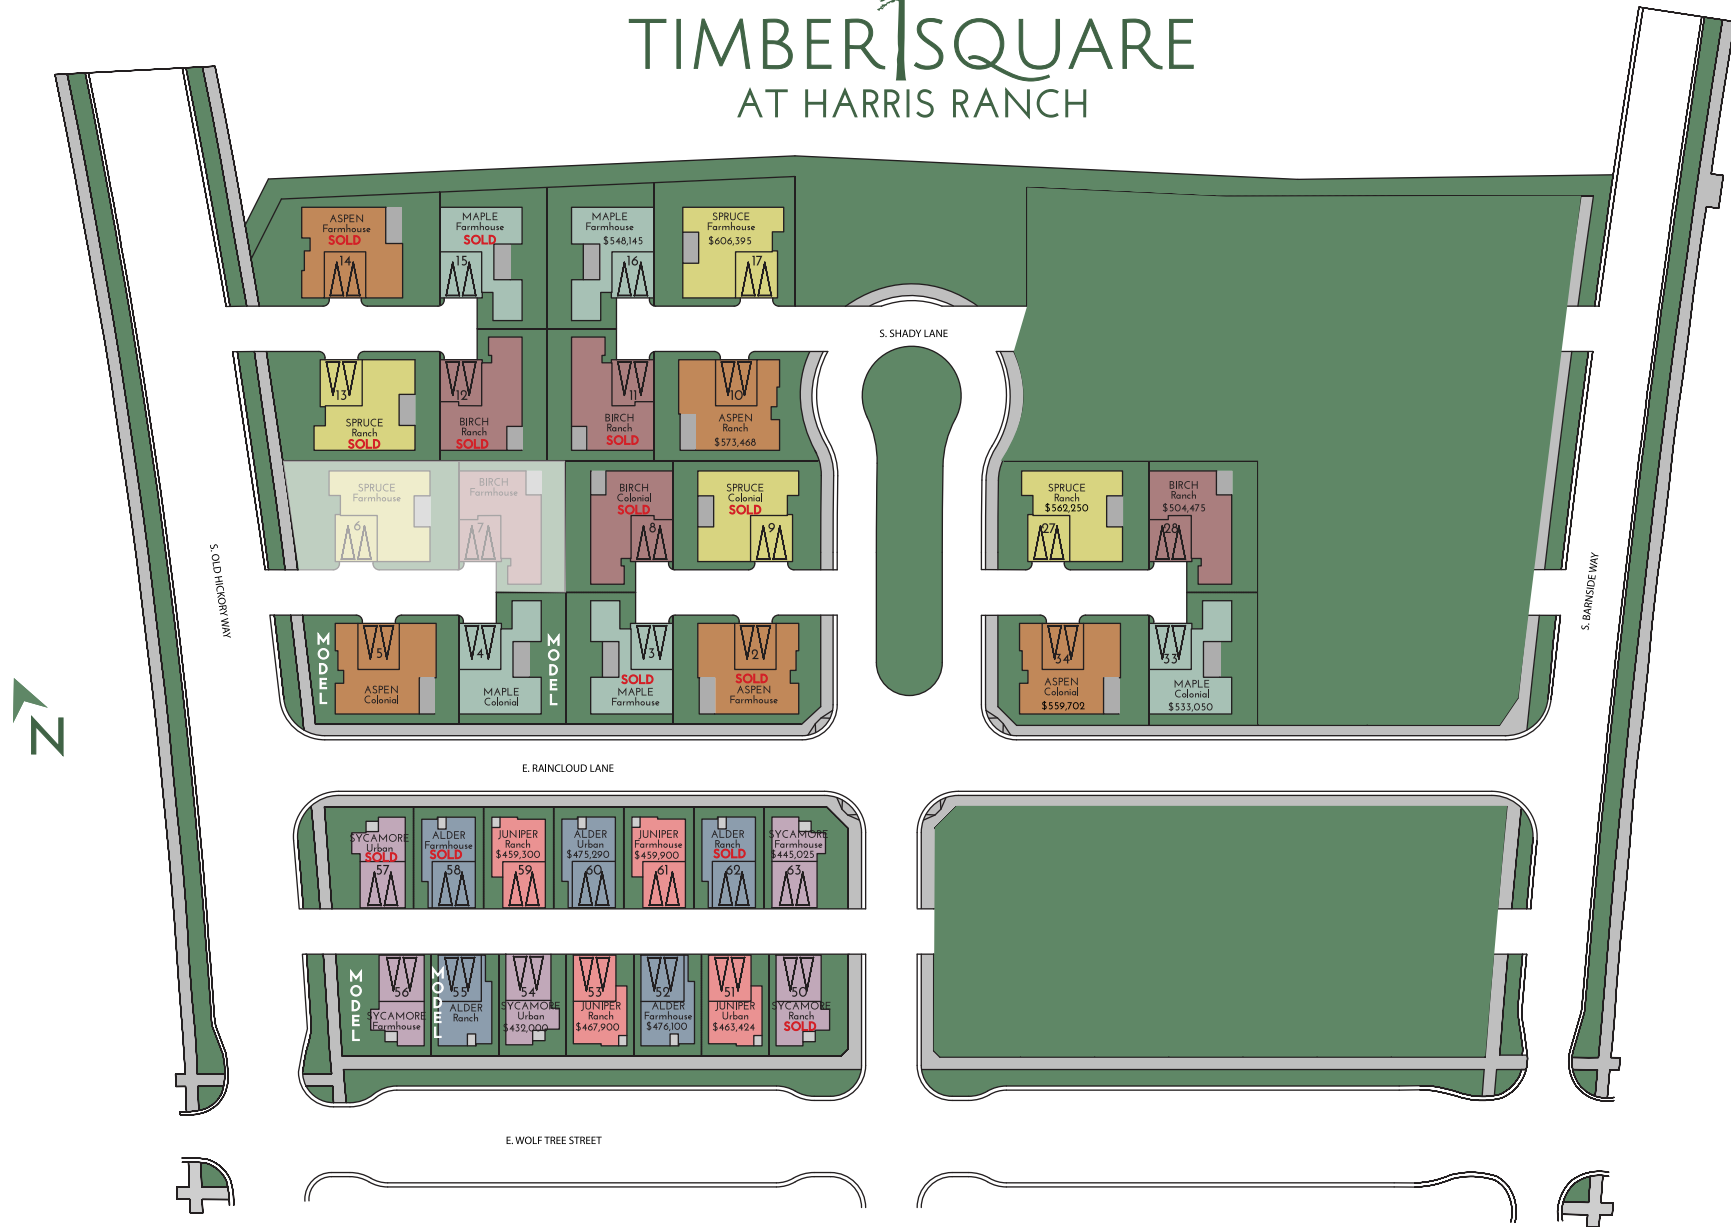 TIMBER SQUARE
AT HARRIS RANCH
ASPEN
Farmhouse
SOLD
14
MAPLE
Farmhouse
SOLD
15
MAPLE
Farmhouse
$548,145
16
SPRUCE
Farmhouse
$606,395
17
S. SHADY LANE
13
SPRUCE
Ranch
SOLD
12
BIRCH
Ranch
SOLD
11
BIRCH
Ranch
SOLD
10
ASPEN
Ranch
$573,468
SPRUCE
Farmhouse
6
BIRCH
Farmhouse
7
BIRCH
Colonial
SOLD
8
SPRUCE
Colonial
SOLD
9
SPRUCE
Ranch
$562,250
27
BIRCH
Ranch
$504,475
28
S. OLD HICKORY WAY
S. BARNSIDE WAY
MODEL
5
ASPEN
Colonial
4
MAPLE
Colonial
MODEL
3
SOLD
MAPLE
Farmhouse
2
SOLD
ASPEN
Farmhouse
34
ASPEN
Colonial
$559,702
33
MAPLE
Colonial
$533,050
N
E. RAINCLOUD LANE
SYCAMORE
Urban
SOLD
57
ALDER
Farmhouse
SOLD
58
JUNIPER
Ranch
$459,300
59
ALDER
Urban
$475,290
60
JUNIPER
Farmhouse
$459,900
61
ALDER
Ranch
SOLD
62
SYCAMORE
Farmhouse
$445,025
63
MODEL
56
SYCAMORE
Farmhouse
MODEL
55
ALDER
Ranch
54
SYCAMORE
Urban
$432,000
53
JUNIPER
Ranch
$467,900
52
ALDER
Farmhouse
$476,100
51
JUNIPER
Urban
$463,424
50
SYCAMORE
Ranch
SOLD
E. WOLF TREE STREET